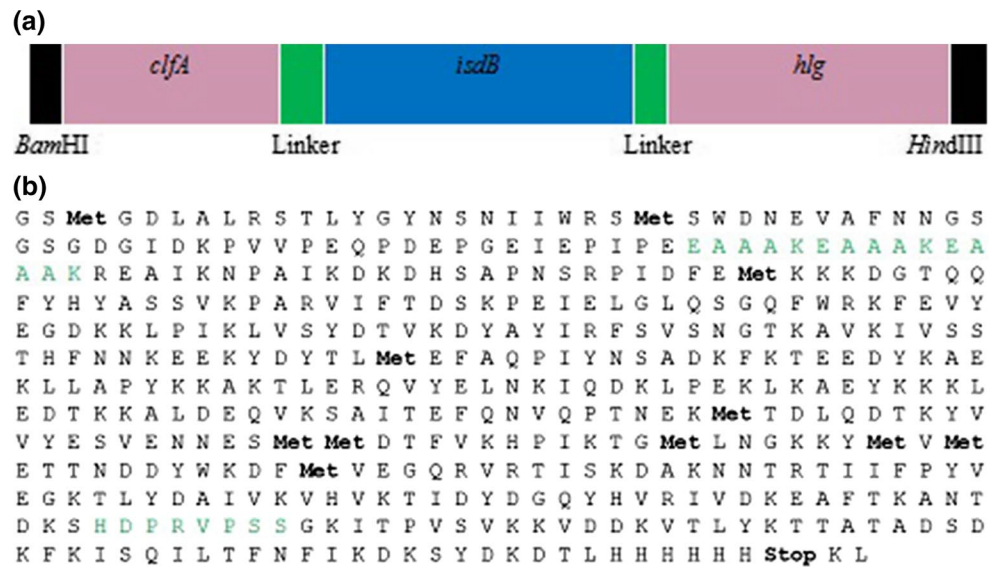 (a)
clfA isdB hlg
BamHI Linker Linker HindIII
(b)
G S Met G D L A L R S T L Y G Y N S N I I W R S Met S W D N E V A F N N G S
G S G D G I D K P V V P E Q P D E P G E I E P I P E E A A A K E A A A K E A
A A K R E A I K N P A I K D K D H S A P N S R P I D F E Met K K K D G T Q Q
F Y H Y A S S V K P A R V I F T D S K P E I E L G L Q S G Q F W R K F E V Y
E G D K K L P I K L V S Y D T V K D Y A Y I R F S V S N G T K A V K I V S S
T H F N N K E E K Y D Y T L Met E F A Q P I Y N S A D K F K T E E D Y K A E
K L L A P Y K K A K T L E R Q V Y E L N K I Q D K L P E K L K A E Y K K K L
E D T K K A L D E Q V K S A I T E F Q N V Q P T N E K Met T D L Q D T K Y V
V Y E S V E N N E S Met Met D T F V K H P I K T G Met L N G K K Y Met V Met
E T T N D D Y W K D F Met V E G Q R V R T I S K D A K N N T R T I I F P Y V
E G K T L Y D A I V K V H V K T I D Y D G Q Y H V R I V D K E A F T K A N T
D K S H D P R V P S S G K I T P V S V K K V D D K V T L Y K T T A T A D S D
K F K I S Q I L T F N F I K D K S Y D K D T L H H H H H H Stop K L